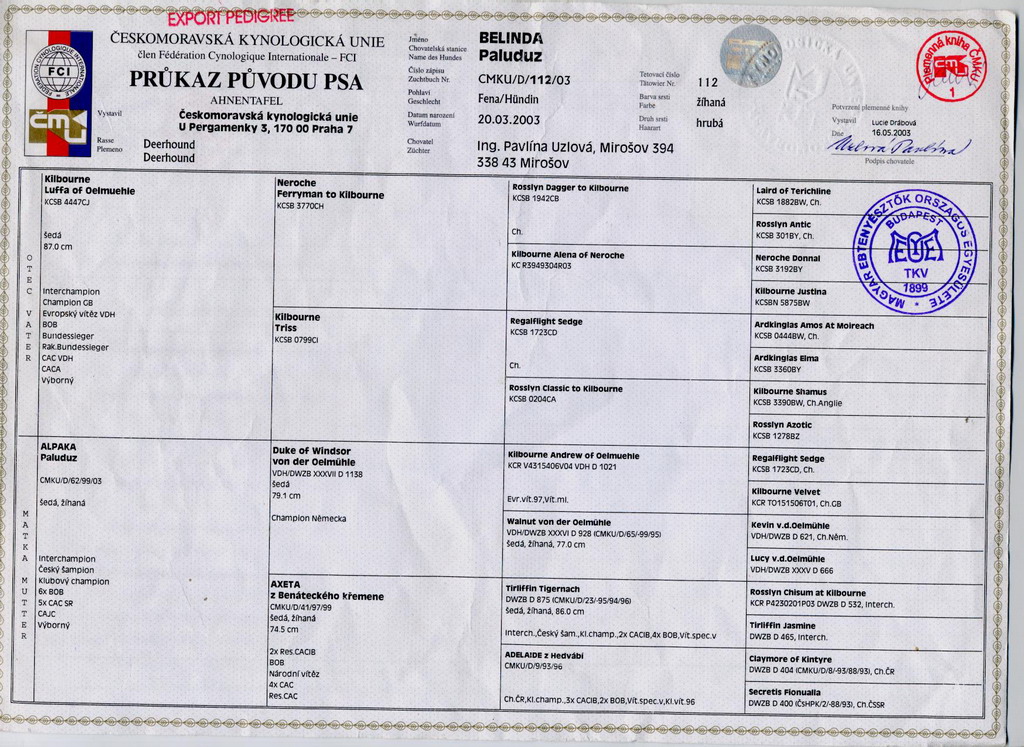 EXPORT PEDIGREE
ČESKOMORAVSKÁ KYNOLOGICKÁ UNIE
člen Fédération Cynologique Internationale – FCI
PRŮKAZ PŮVODU PSA
AHNENTAFEL
FCI
ČMKU
Vystavil
Českomoravská kynologická unie
U Pergamenky 3, 170 00 Praha 7
Rasse
Plemeno
Deerhound
Deerhound
Jméno
Chovatelská stanice
Name des Hundes
BELINDA
Paluduz
Číslo zápisu
Zuchtbuch Nr.
CMKU/D/112/03
Pohlaví
Geschlecht
Fena/Hündin
Datum narození
Wurfdatum
20.03.2003
Chovatel
Züchter
Ing. Pavlína Uzlová, Mirošov 394
338 43 Mirošov
Tetovací číslo
Tätowier Nr.
112
Barva srsti
Farbe
žíhaná
Druh srsti
Haarart
hrubá
Plemenná kniha ČMKU
1
Potvrzení plemenné knihy
Vystavil Lucie Drábová
Dne 16.05.2003
Uzlová Pavlína
Podpis chovatele
MAGYAR EBTENYÉSZTŐK ORSZÁGOS EGYESÜLETE
BUDAPEST
MEOE
TKV
1899
OTEC
VATER
Kilbourne
Luffa of Oelmuehle
KCSB 4447CJ
šedá
87.0 cm
Interchampion
Champion GB
Evropský vítěz VDH
BOB
Bundessieger
Rak.Bundessieger
CAC VDH
CACA
Výborný
Neroche
Ferryman to Kilbourne
KCSB 3770CH
Kilbourne
Triss
KCSB 0799CI
Rosslyn Dagger to Kilbourne
KCSB 1942CB
Ch.
Kilbourne Alena of Neroche
KC R3949304R03
Regalflight Sedge
KCSB 1723CD
Ch.
Rosslyn Classic to Kilbourne
KCSB 0204CA
Laird of Terichline
KCSB 1882BW, Ch.
Rosslyn Antic
KCSB 301BY, Ch.
Neroche Donnal
KCSB 3192BY
Kilbourne Justina
KCSBN 5875BW
Ardkinglas Amos At Moireach
KCSB 0444BW, Ch.
Ardkinglas Elma
KCSB 3360BY
Kilbourne Shamus
KCSB 3390BW, Ch.Anglie
Rosslyn Azotic
KCSB 1278BZ
MATKA
MUTTER
ALPAKA
Paluduz
CMKU/D/62/99/03
šedá, žíhaná
Interchampion
Český šampion
Klubový champion
6x BOB
5x CAC SR
CAJC
Výborný
Duke of Windsor
von der Oelmühle
VDH/DWZB XXXVII D 1138
šedá
79.1 cm
Champion Německa
AXETA
z Benáteckého křemene
CMKU/D/41/97/99
šedá, žíhaná
74.5 cm
2x Res.CACIB
BOB
Národní vítěz
4x CAC
Res.CAC
Kilbourne Andrew of Oelmuehle
KCR V4315406V04 VDH D 1021
Evr.vít.97,Vít.ml.
Walnut von der Oelmühle
VDH/DWZB XXXVI D 928 (CMKU/D/65/-99/95)
šedá, žíhaná, 77.0 cm
Tirliffin Tigernach
DWZB D 875 (CMKU/D/23/-95/94/96)
šedá, žíhaná, 86.0 cm
Interch.,Český šam.,Kl.champ.,2x CACIB,4x BOB,Vít.spec.v
ADELAIDE z Hedvábí
CMKU/D/9/93/96
Ch.ČR,Kl.champ.,3x CACIB,2x BOB,Vít.spec.v,Kl.vít.96
Regalflight Sedge
KCSB 1723CD, Ch.
Kilbourne Velvet
KCR TO151506T01, Ch.GB
Kevin v.d.Oelmühle
VDH/DWZB D 621, Ch.Něm.
Lucy v.d.Oelmühle
VDH/DWZB XXXV D 666
Rosslyn Chisum at Kilbourne
KCR P4230201P03 DWZB D 532, Interch.
Tirliffin Jasmine
DWZB D 465, Interch.
Claymore of Kintyre
DWZB D 404 (CMKU/D/8/-93/88/93), Ch.ČR
Secretis Fionualla
DWZB D 400 (ČSHPK/2/-88/93), Ch.ČSSR